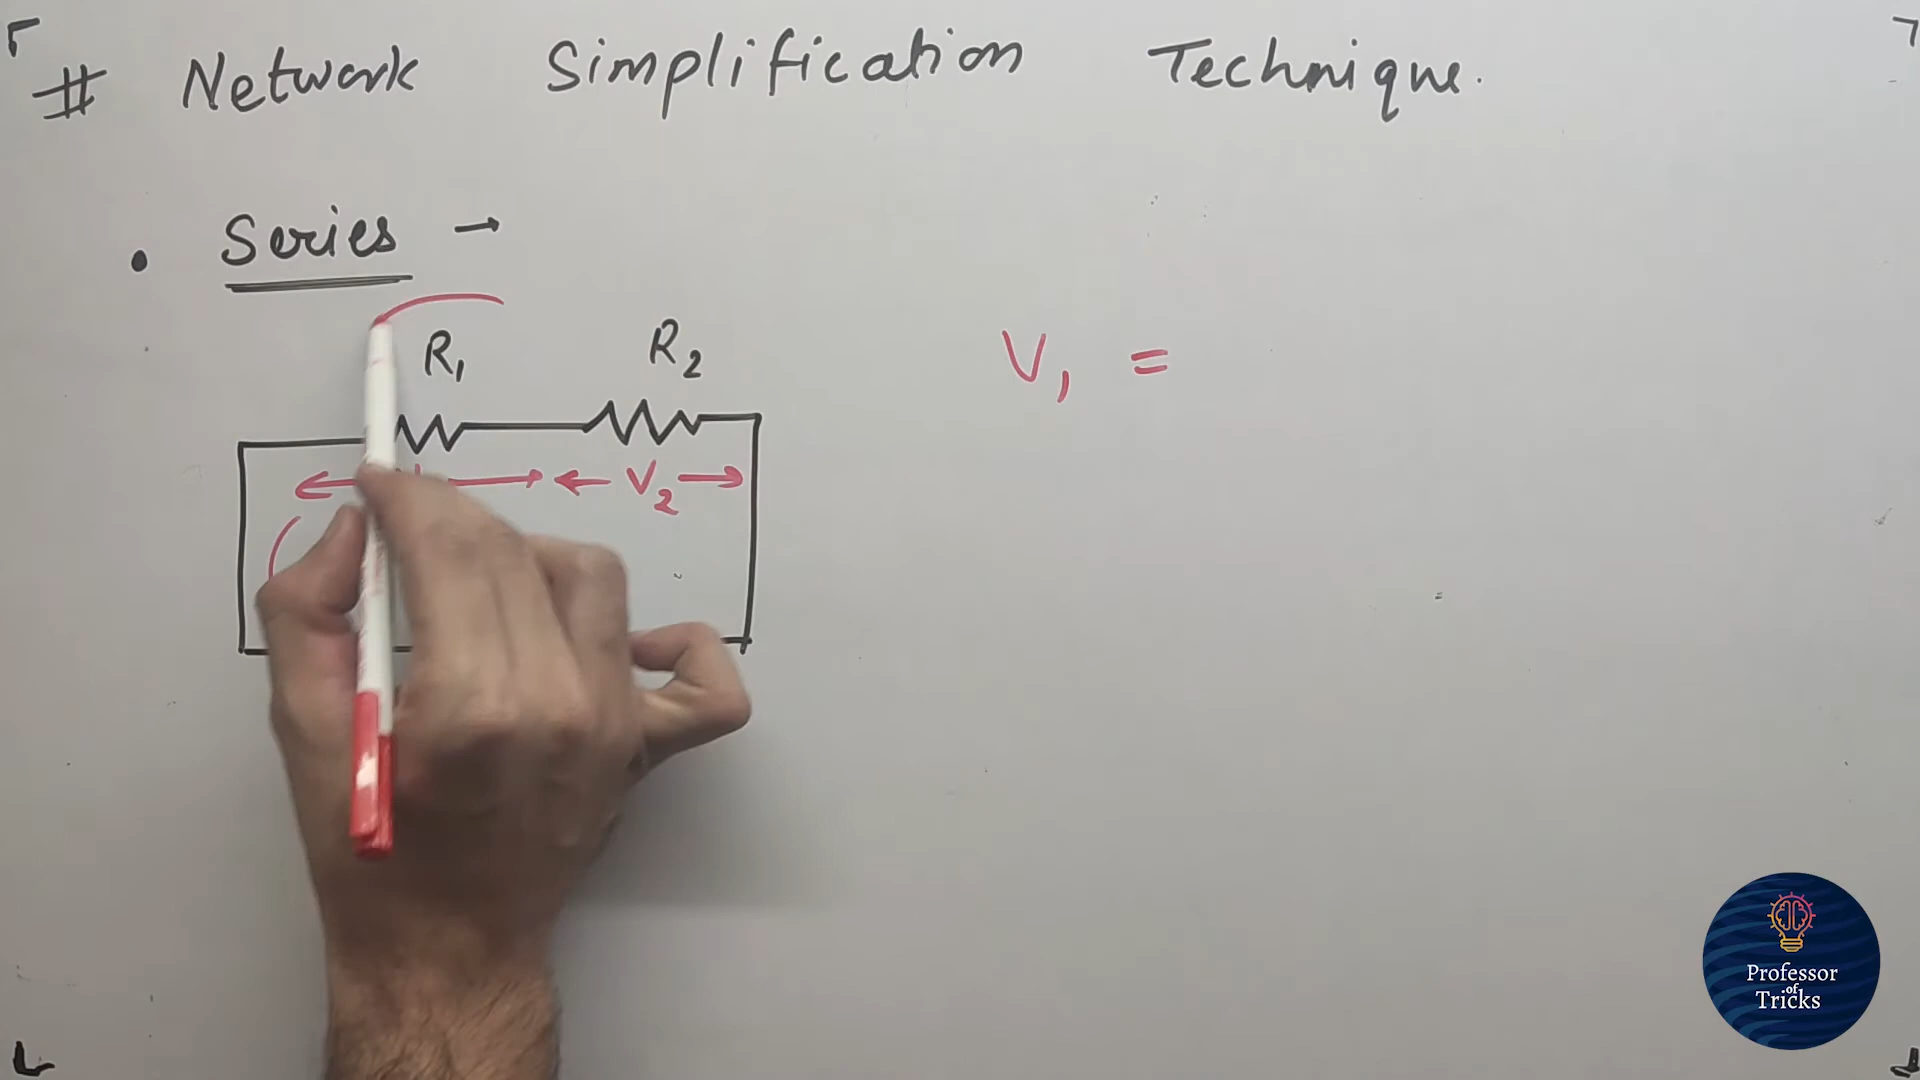 # Network Simplification Technique.
• Series →
R1 R2
V1 =
V2
Professor
of
Tricks